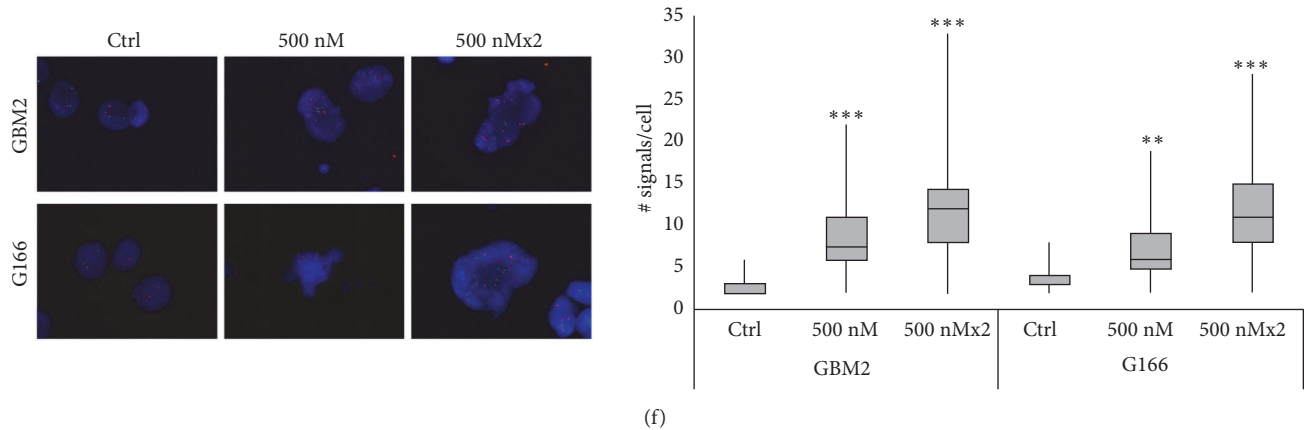 Ctrl 500 nM 500 nMx2
GBM2
G166
# signals/cell
35
30
25
20
15
10
5
0
***
***
**
***
Ctrl 500 nM 500 nMx2 Ctrl 500 nM 500 nMx2
GBM2 G166
(f)